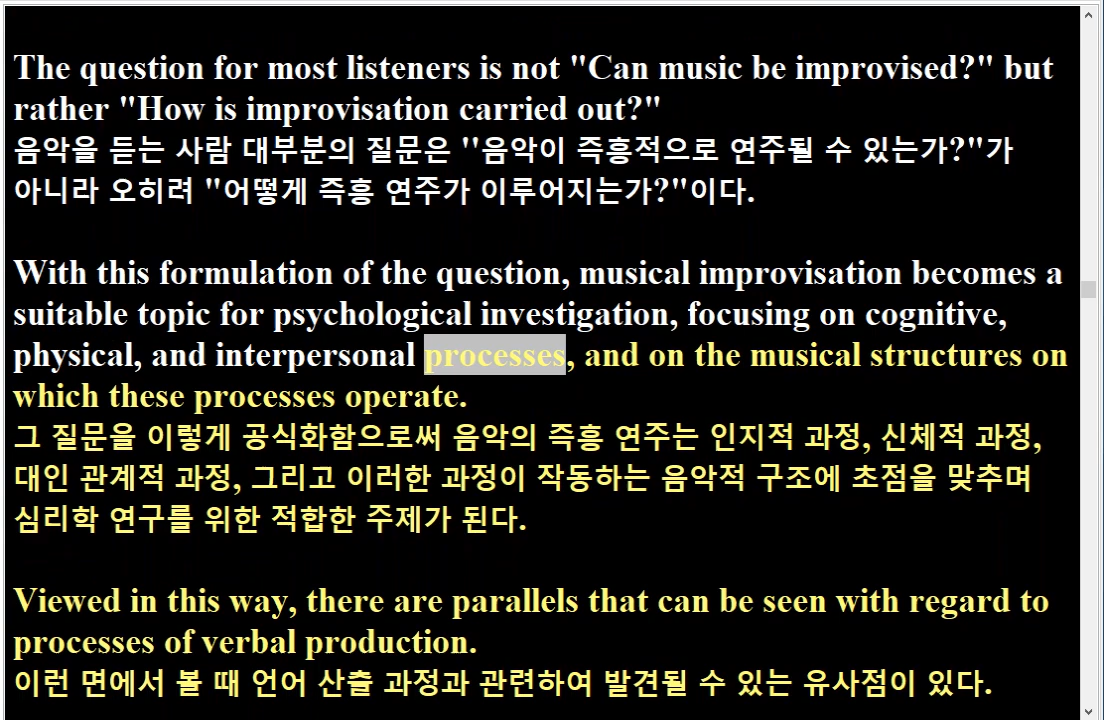 The question for most listeners is not "Can music be improvised?" but
rather "How is improvisation carried out?"
음악을 듣는 사람 대부분의 질문은 ''음악이 즉흥적으로 연주될 수 있는가?"가
아니라 오히려 "어떻게 즉흥 연주가 이루어지는가?"이다.
With this formulation of the question, musical improvisation becomes a
suitable topic for psychological investigation, focusing on cognitive,
physical, and interpersonal processes, and on the musical structures on
which these processes operate.
그 질문을 이렇게 공식화함으로써 음악의 즉흥 연주는 인지적 과정, 신체적 과정,
대인 관계적 과정, 그리고 이러한 과정이 작동하는 음악적 구조에 초점을 맞추며
심리학 연구를 위한 적합한 주제가 된다.
Viewed in this way, there are parallels that can be seen with regard to
processes of verbal production.
이런 면에서 볼 때 언어 산출 과정과 관련하여 발견될 수 있는 유사점이 있다.